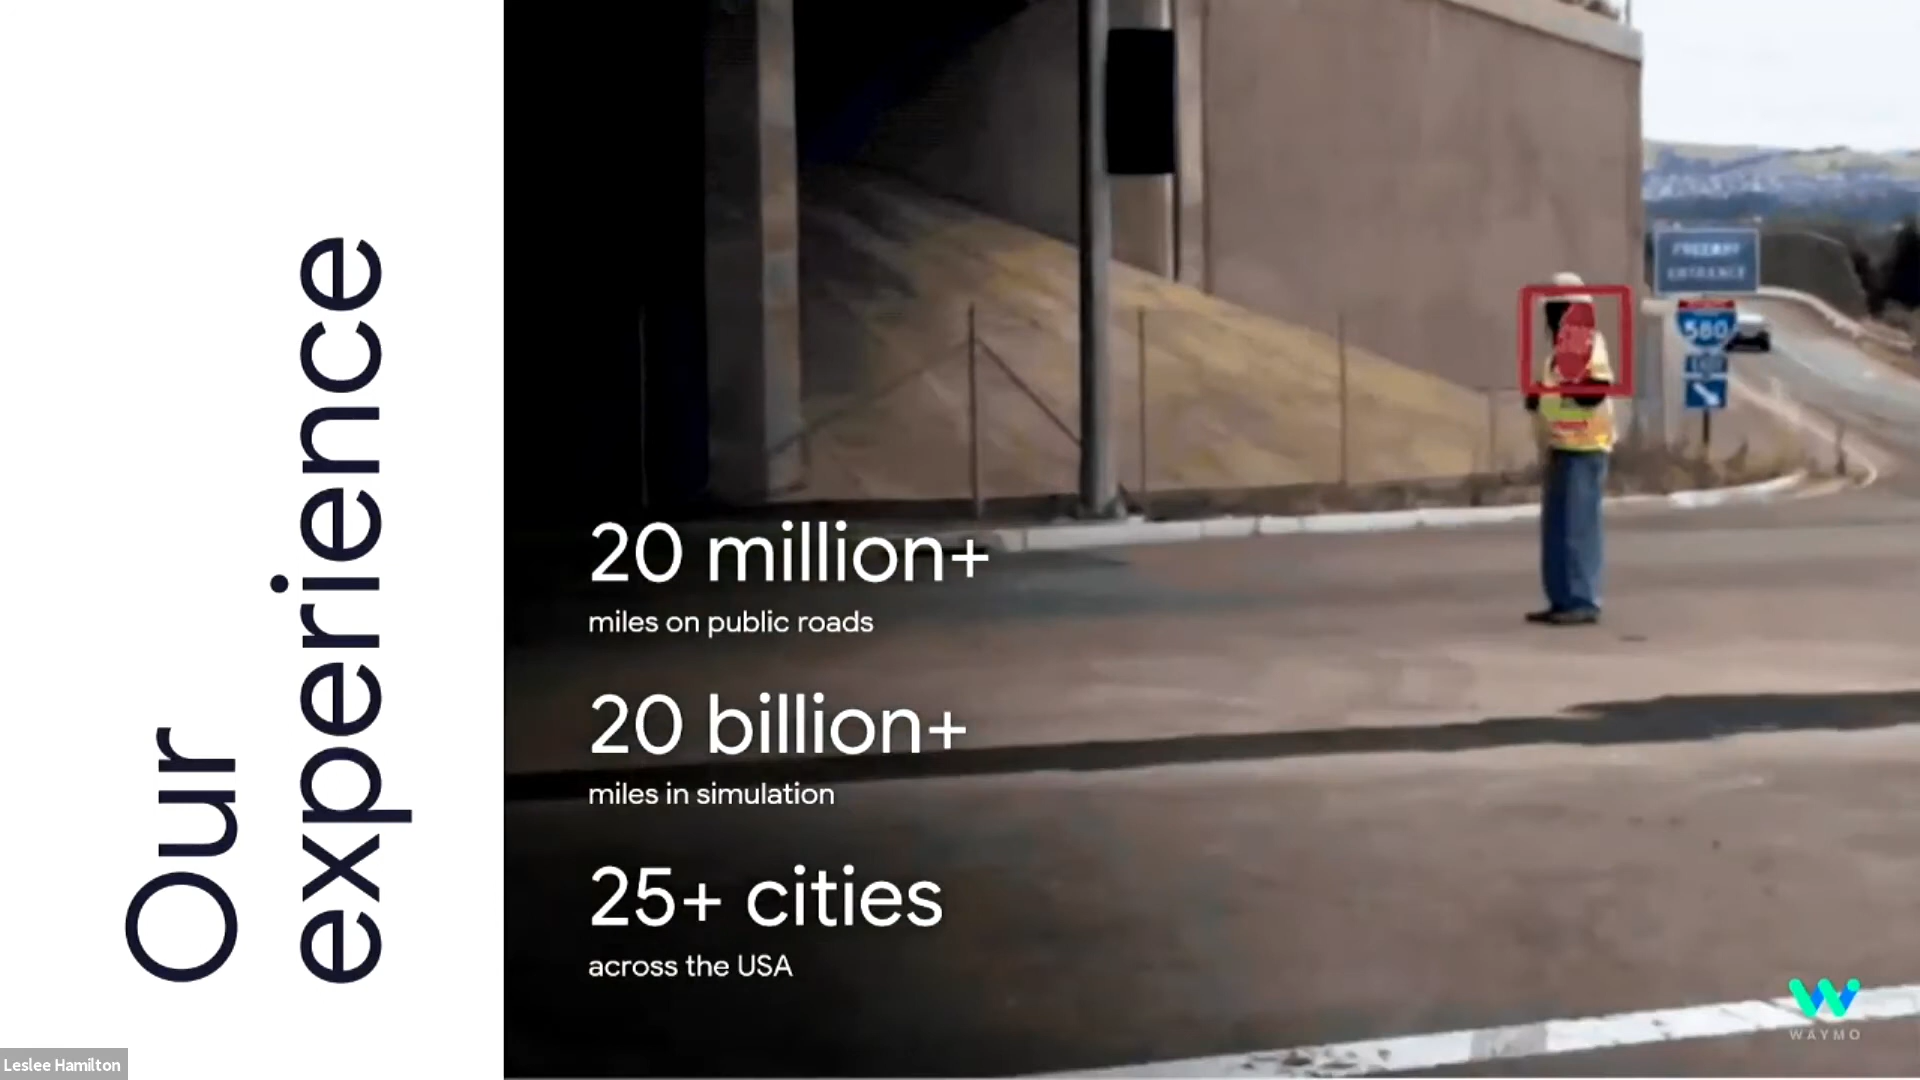 Our
experience
FREEWAY
ENTRANCE
580
20 million+
miles on public roads
20 billion+
miles in simulation
25+ cities
across the USA
WAYMO
Leslee Hamilton